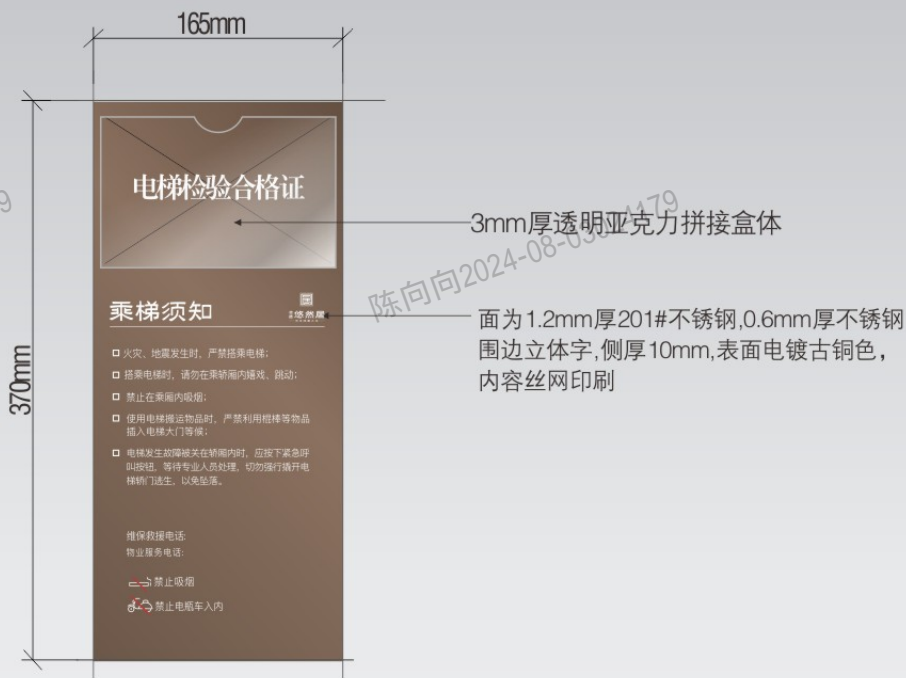 165mm
370mm
电梯检验合格证
3mm厚透明亚克力拼接盒体
陈向向2024-08-03
4179
9
乘梯须知
悠然居
面为1.2mm厚201#不锈钢,0.6mm厚不锈钢
围边立体字,侧厚10mm,表面电镀古铜色，
内容丝网印刷
火灾、地震发生时，严禁搭乘电梯；
搭乘电梯时，请勿在乘轿厢内嬉戏、跳动；
禁止在乘厢内吸烟；
使用电梯搬运物品时，严禁利用棍棒等物品
插入电梯大门等候；
电梯发生故障被关在轿厢内时，应按下紧急呼
叫按钮，等待专业人员处理，切勿强行撬开电
梯轿门逃生，以免坠落。
维保救援电话:
物业服务电话:
禁止吸烟
禁止电瓶车入内